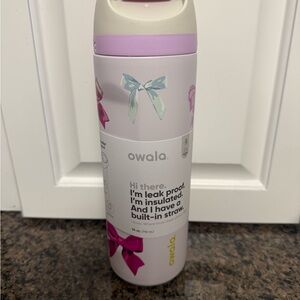 owala
Hi there.
I'm leak proof.
I'm insulated.
And I have a
built-in straw.
owala